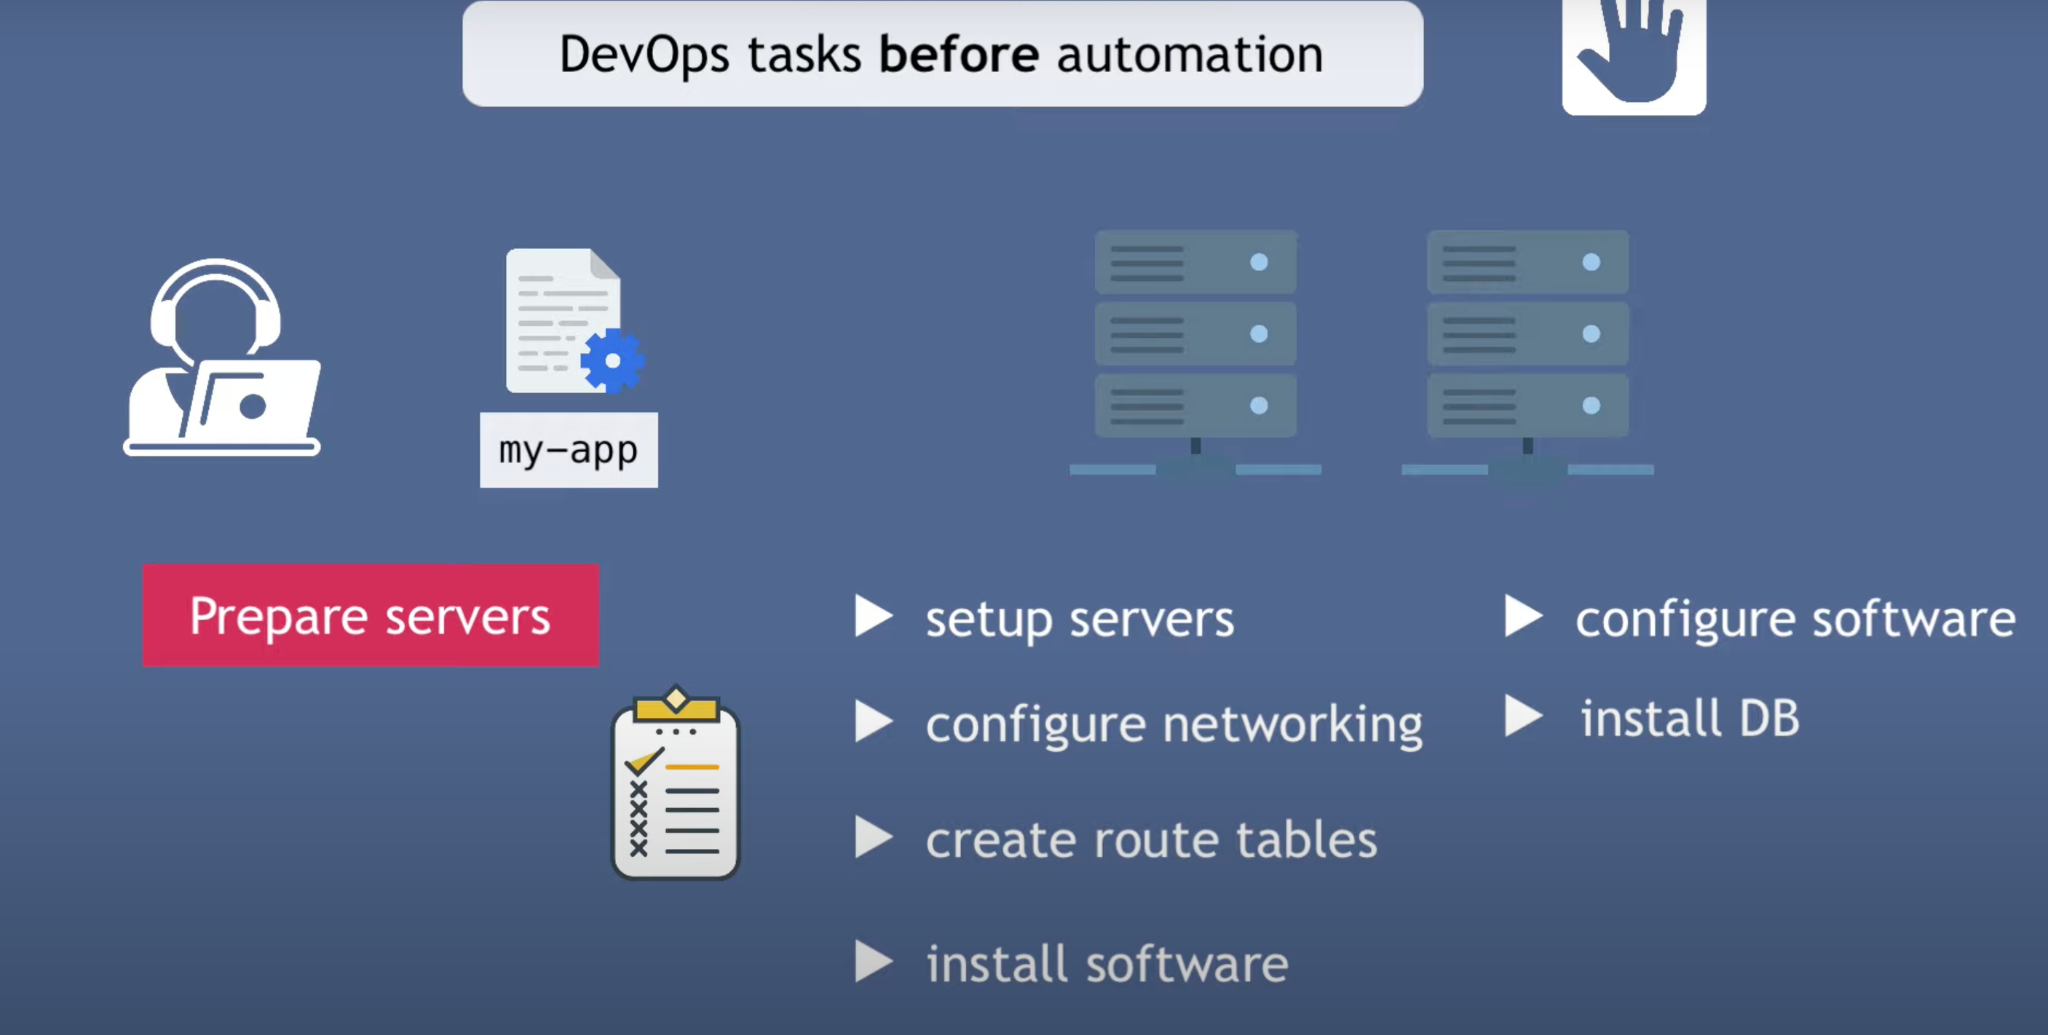 DevOps tasks before automation
my-app
Prepare servers
setup servers
configure networking
create route tables
install software
configure software
install DB